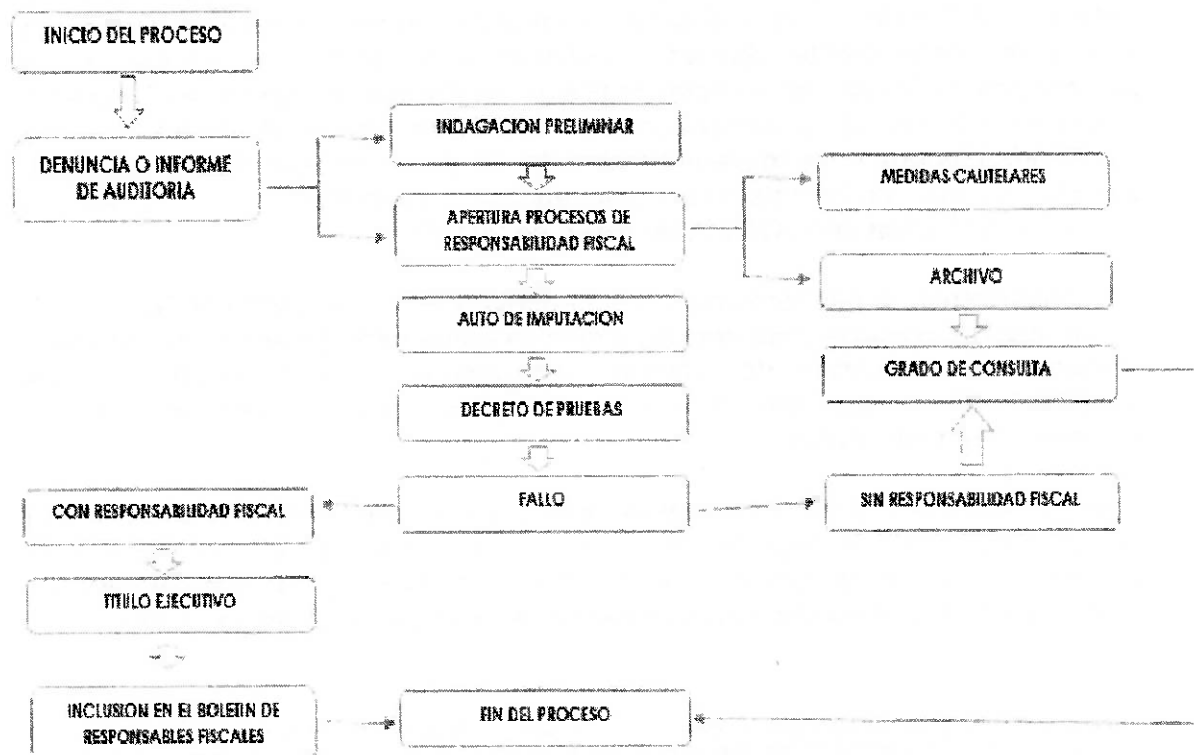 INICIO DEL PROCESO
DENUNCIA O INFORME
DE AUDITORIA
INDAGACION PRELIMINAR
APERTURA PROCESOS DE
RESPONSABILIDAD FISCAL
MEDIDAS CAUTELARES
ARCHIVO
AUTO DE IMPUTACION
GRADO DE CONSULTA
DECRETO DE PRUEBAS
FALLO
CON RESPONSABILIDAD FISCAL
SIN RESPONSABILIDAD FISCAL
TITULO EJECUTIVO
INCLUSION EN EL BOLETIN DE
RESPONSABLES FISCALES
FIN DEL PROCESO